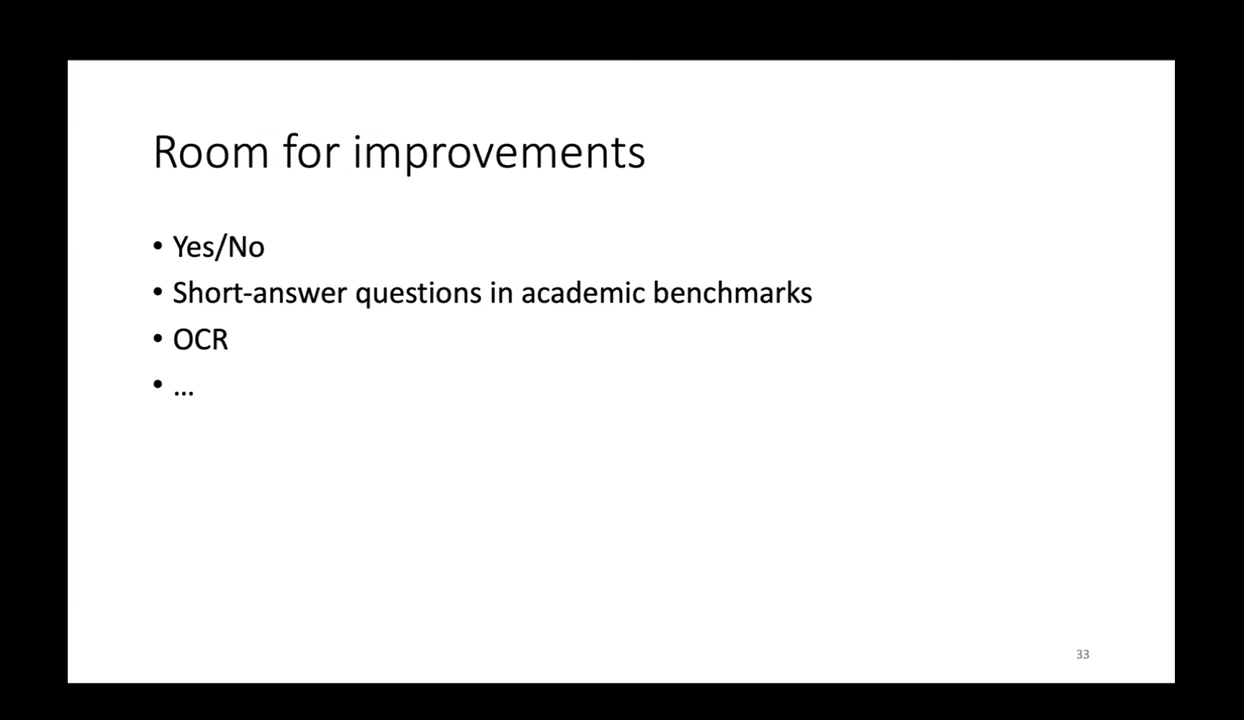 Room for improvements
• Yes/No
• Short-answer questions in academic benchmarks
• OCR
• ...
33